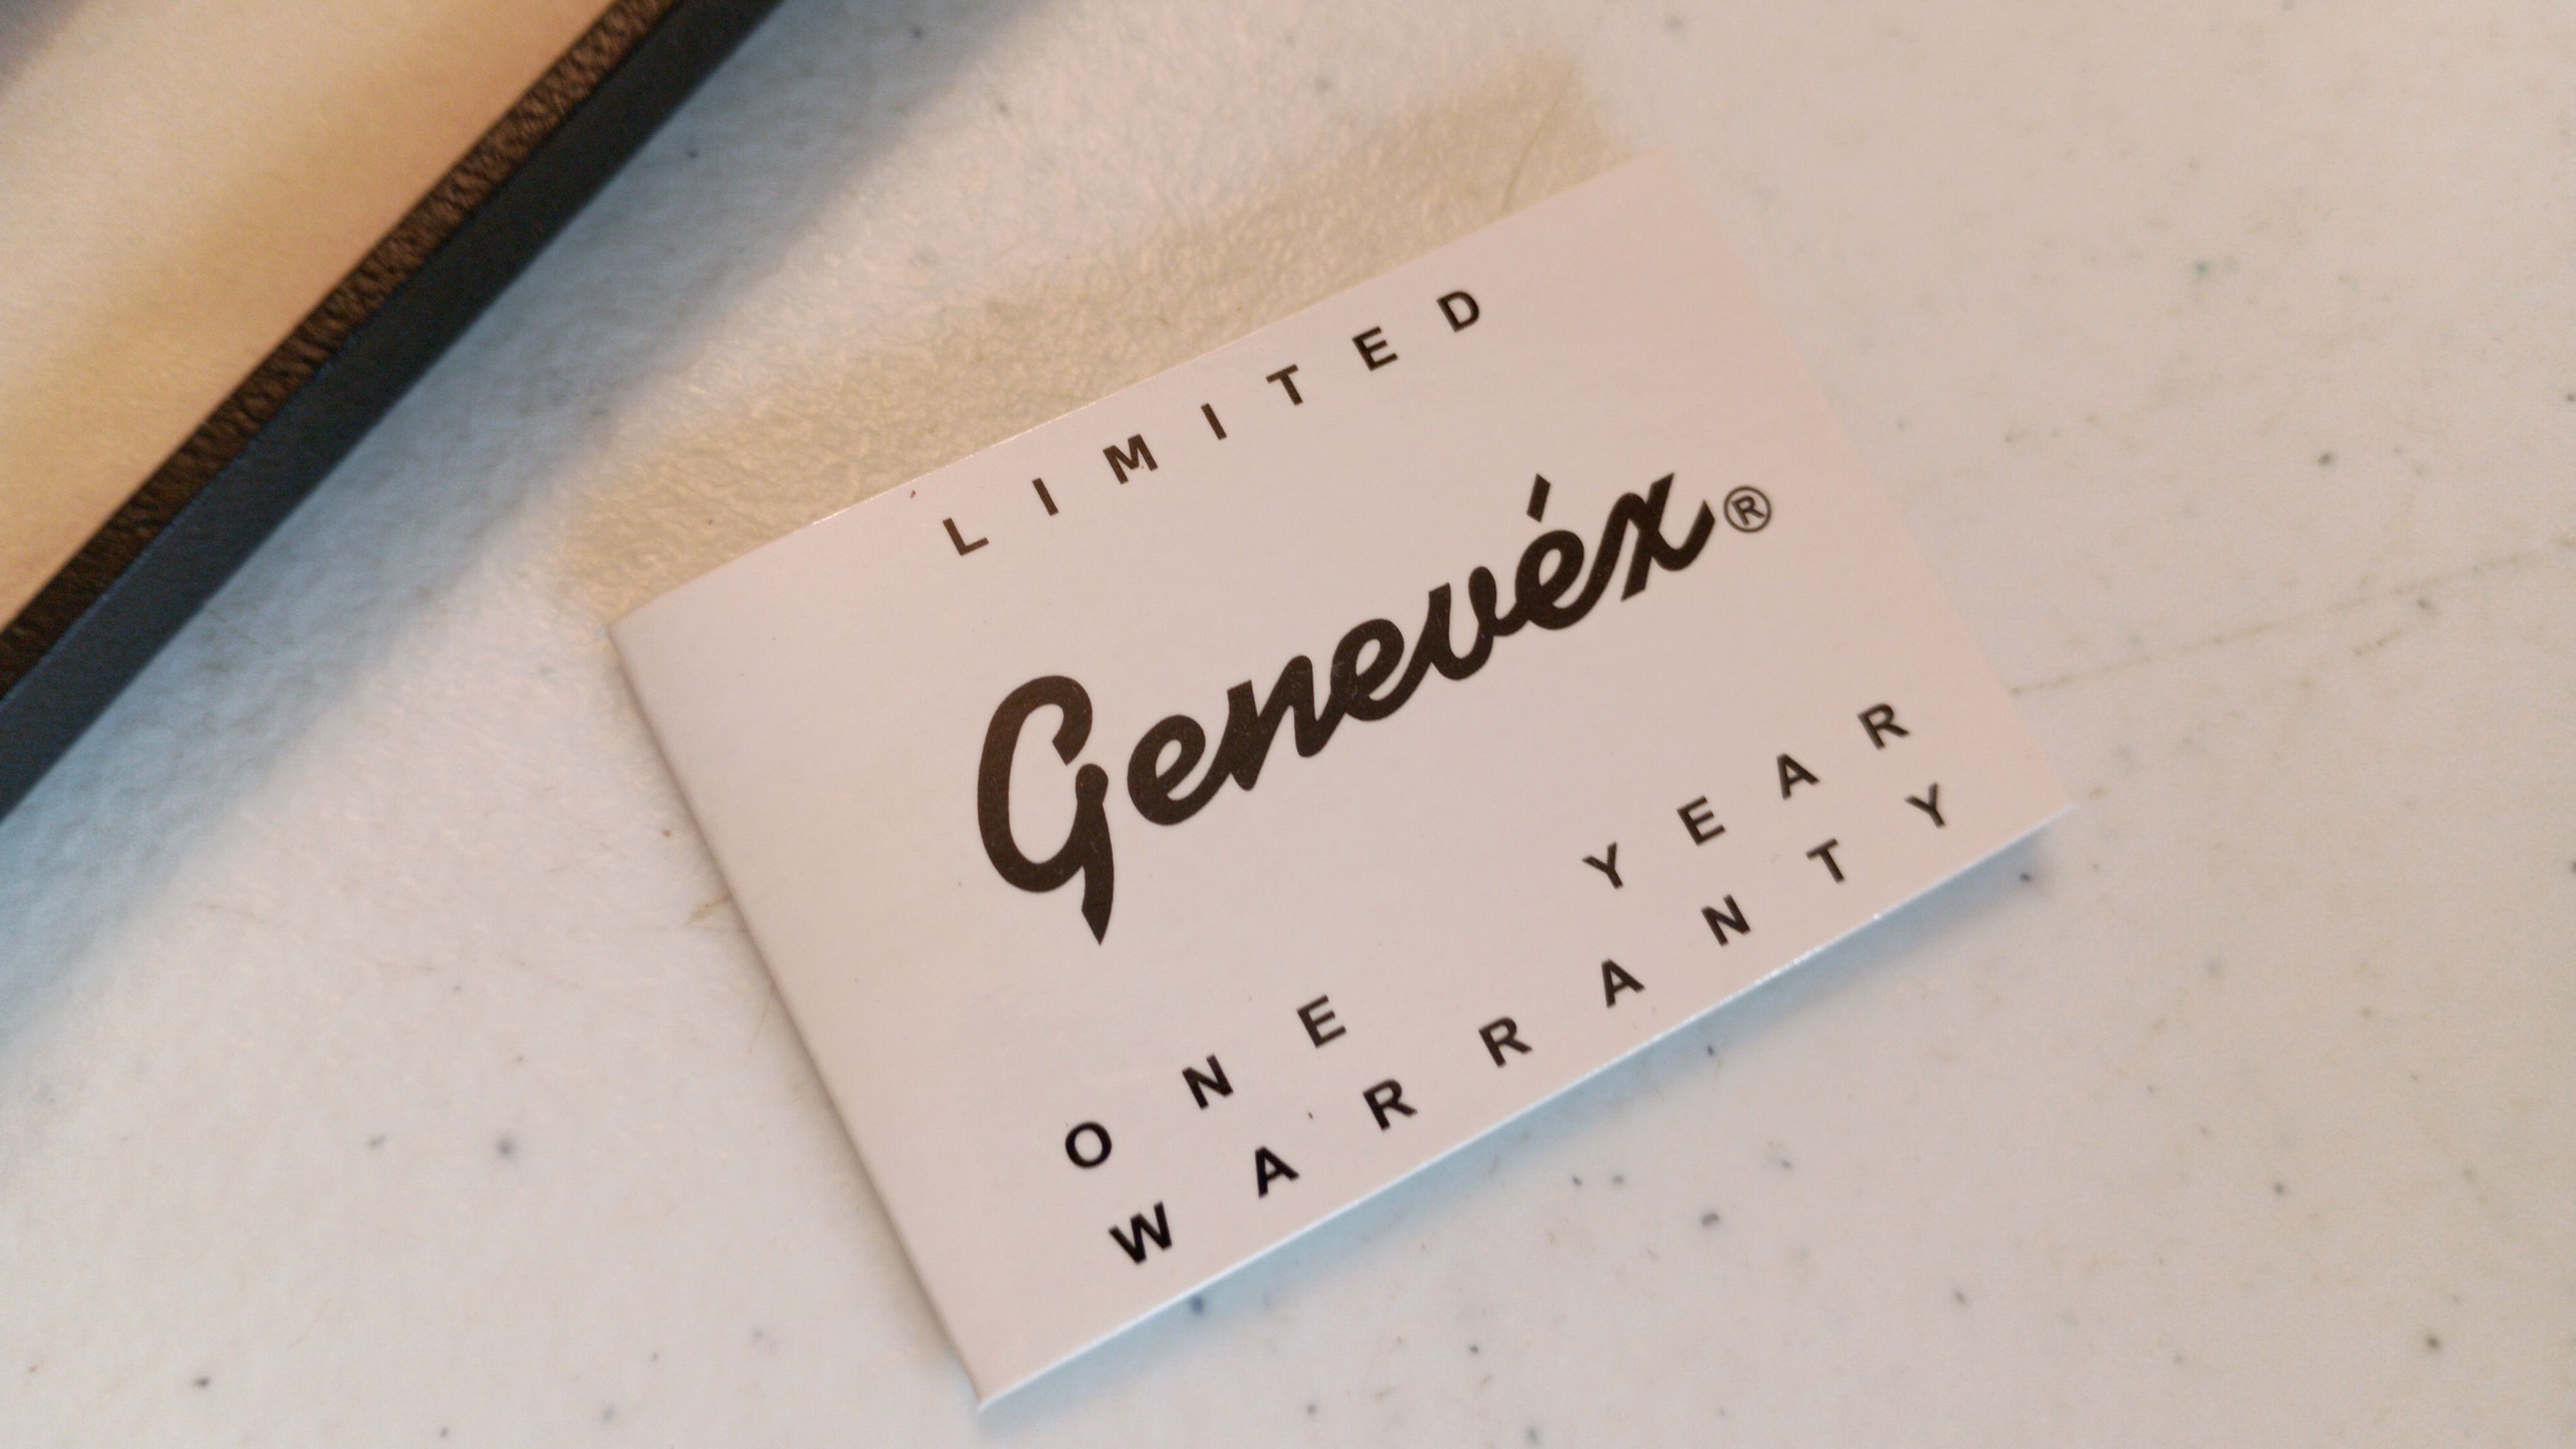 LIMITED
Genevéx®
ONE YEAR
WARRANTY